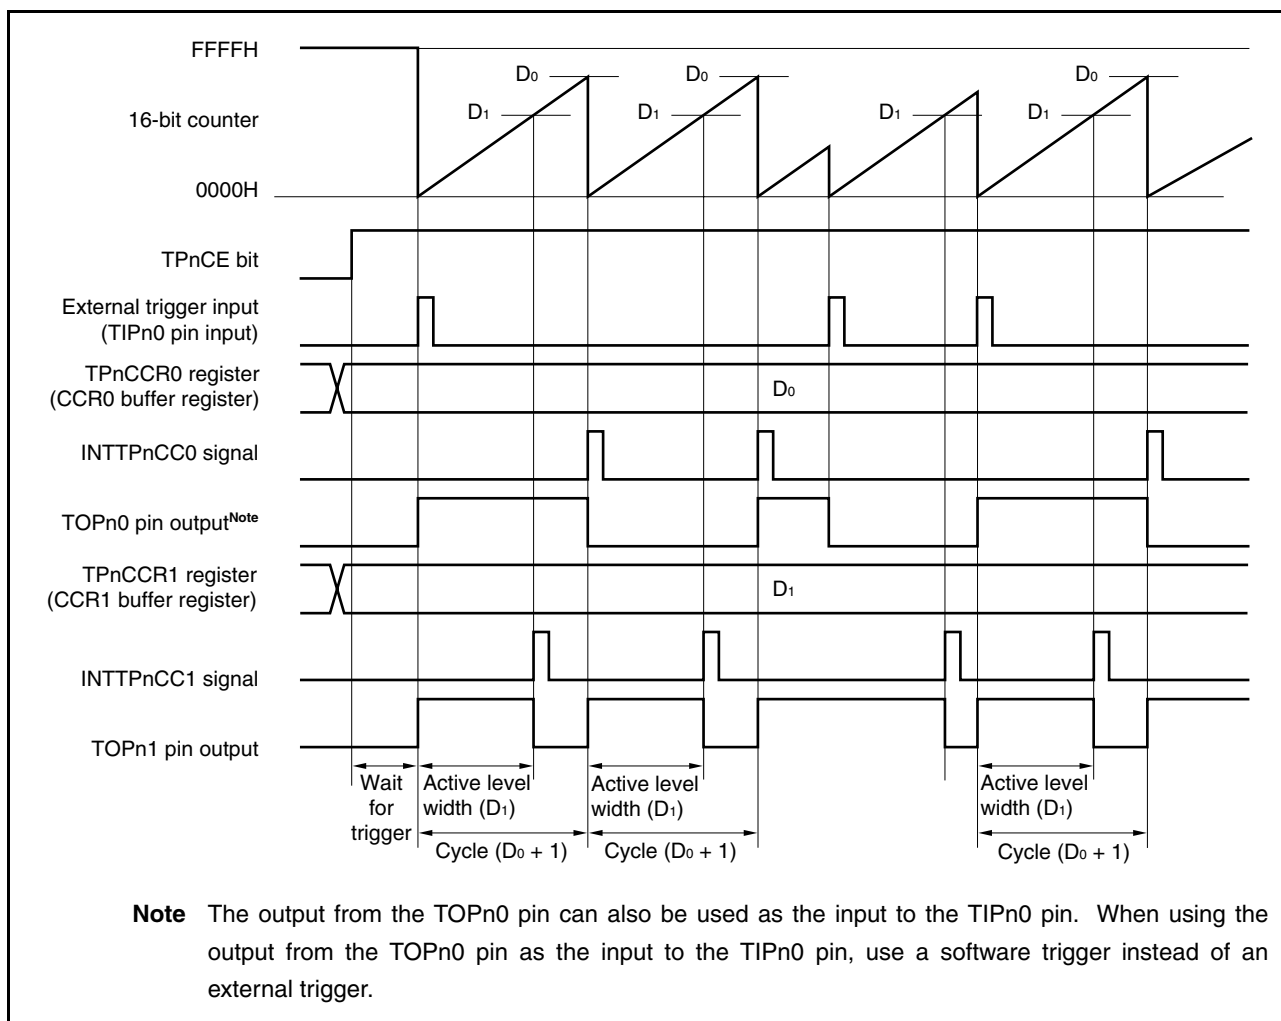 FFFFH
D₀ D₀ D₀
D₁ D₁ D₁ D₁
16-bit counter
0000H
TPnCE bit
External trigger input
(TIPn0 pin input)
TPnCCR0 register
(CCR0 buffer register)
D₀
INTTPnCC0 signal
TOPn0 pin outputNote
TPnCCR1 register
(CCR1 buffer register)
D₁
INTTPnCC1 signal
TOPn1 pin output
Wait
for
trigger
Active level
width (D₁)
Active level
width (D₁)
Active level
width (D₁)
Cycle (D₀ + 1) Cycle (D₀ + 1) Cycle (D₀ + 1)
Note The output from the TOPn0 pin can also be used as the input to the TIPn0 pin. When using the
output from the TOPn0 pin as the input to the TIPn0 pin, use a software trigger instead of an
external trigger.